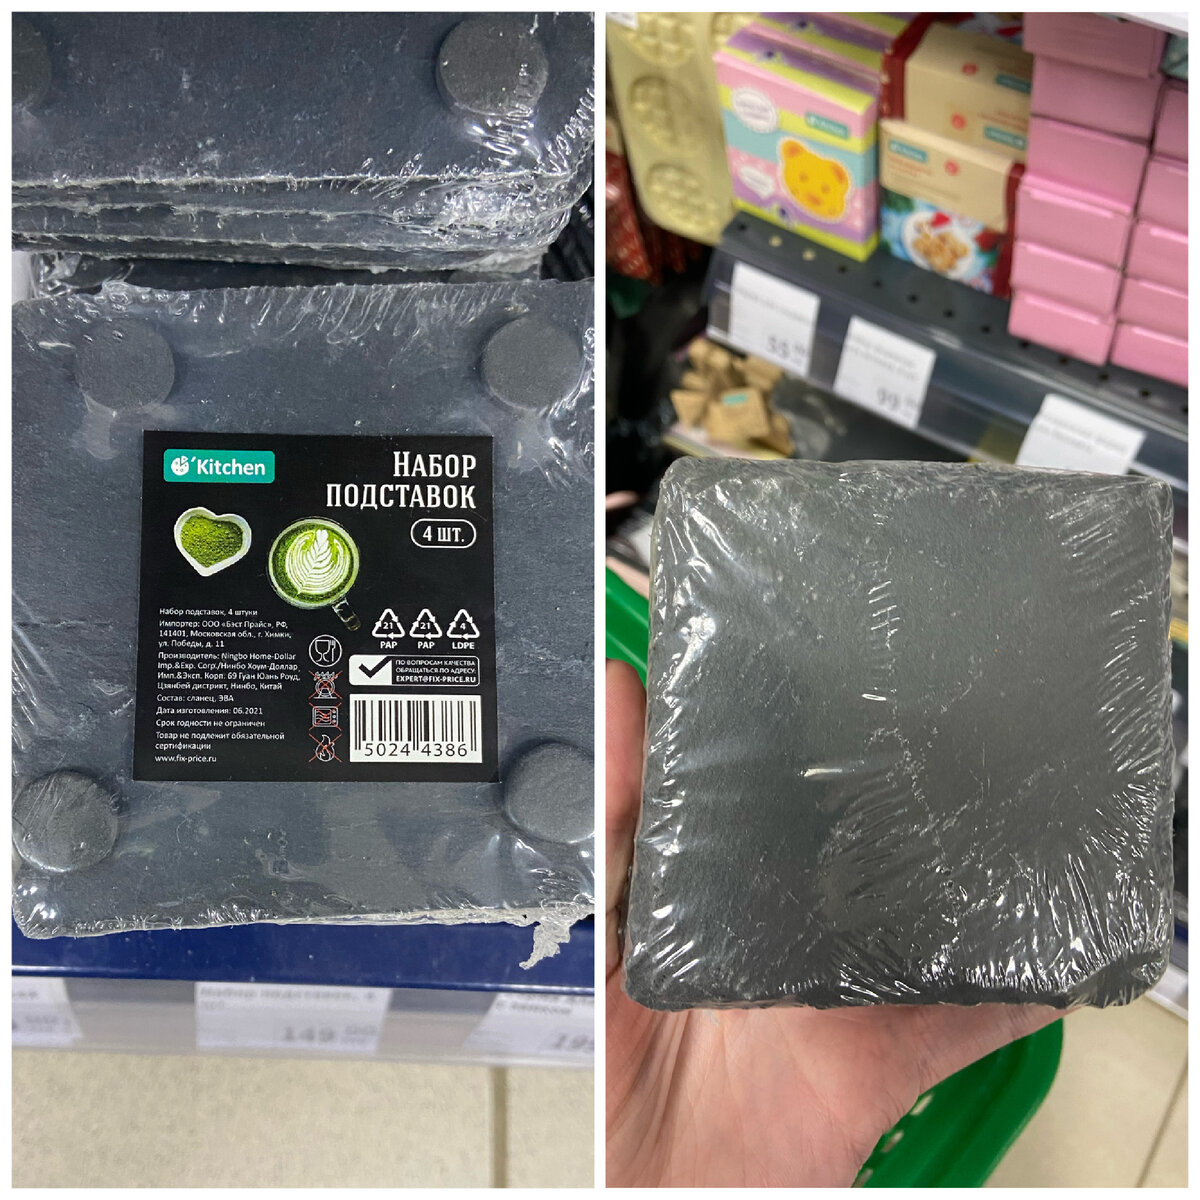 'Kitchen
НАБОР
ПОДСТАВОК
4 ШТ.
Набор подставок, 4 штуки
Импортер: ООО «Бэст Прайс», РФ,
141401, Московская обл., г. Химки,
ул. Победы, д. 11
Производитель: Ningbo Home-Dollar
Imp.&Exp. Corp./Нинбо Хоум-Доллар
Имп.&Эксп. Корп. 69 Гуан Юань Роуд,
Цзянбей дистрикт, Нинбо, Китай
Состав: сланец, ЭВА
Дата изготовления: 06.2021
Срок годности не ограничен
Товар не подлежит обязательной
сертификации
www.fix-price.ru
21 21 4
PAP PAP LDPE
ПО ВОПРОСАМ КАЧЕСТВА
ОБРАЩАТЬСЯ ПО АДРЕСУ:
EXPERT@FIX-PRICE.RU
5024 4386
149
55
99